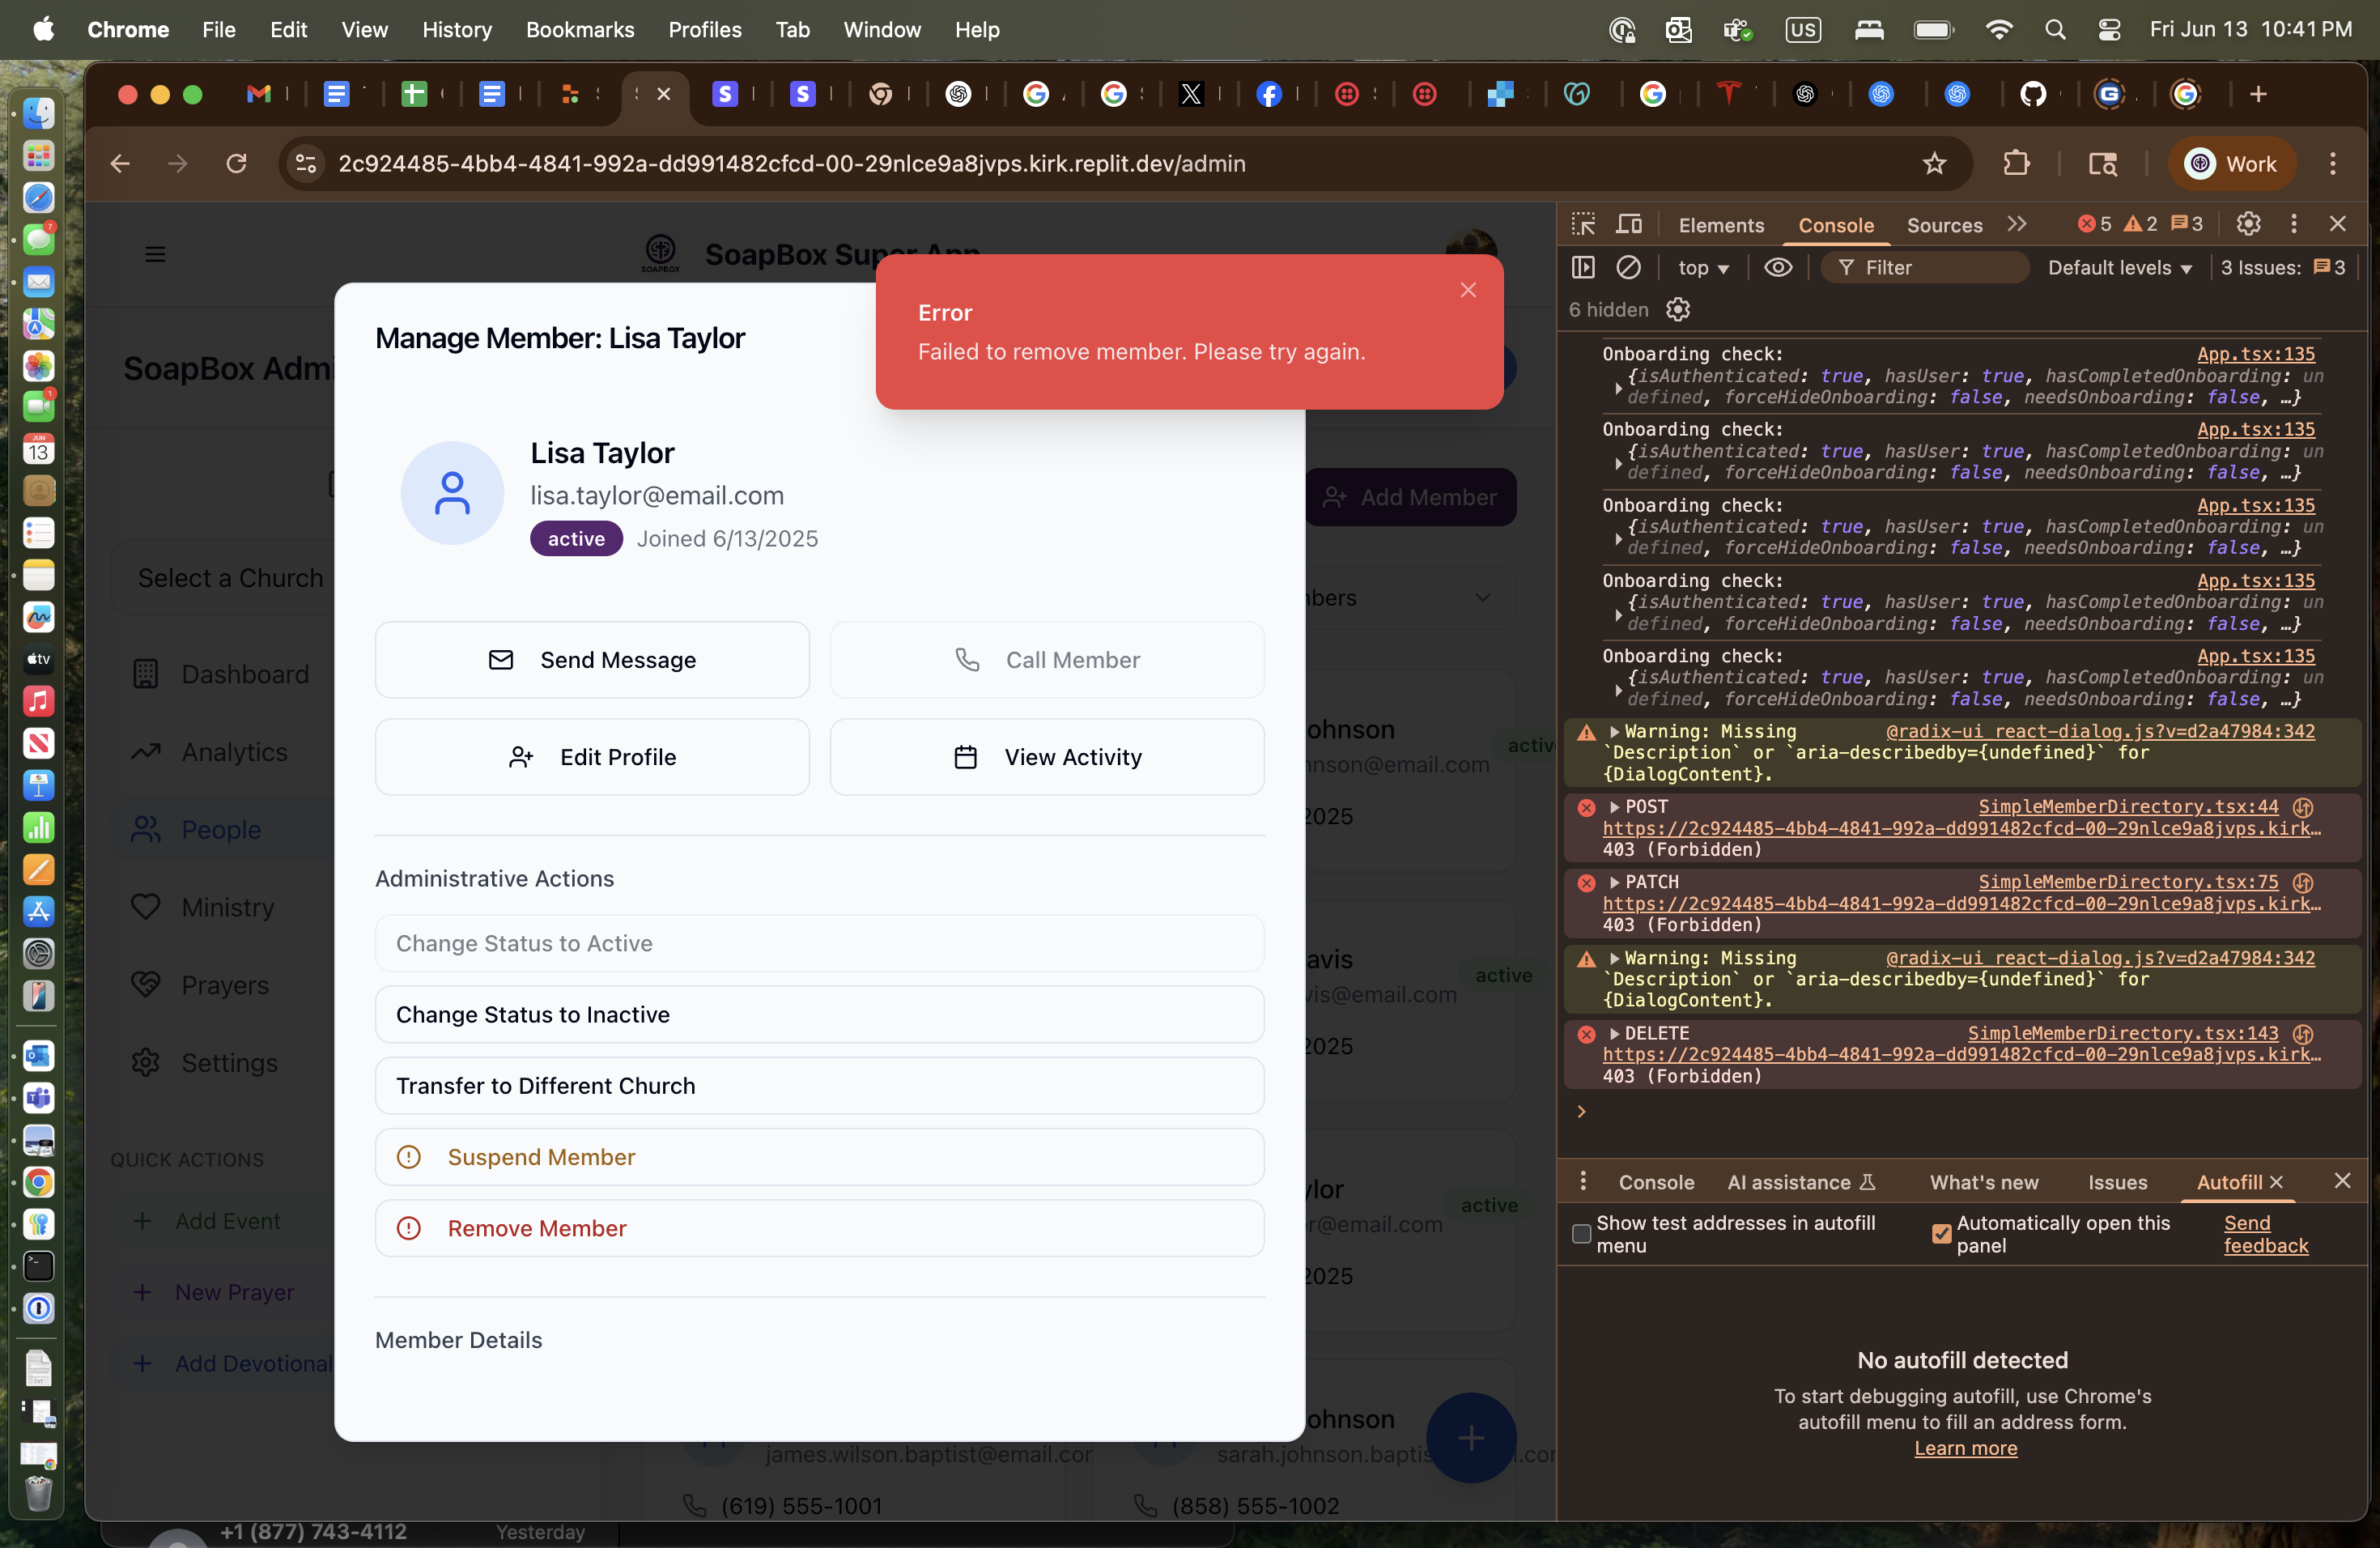 Chrome File Edit View History Bookmarks Profiles Tab Window Help US Fri Jun 13 10:41 PM
2c924485-4bb4-4841-992a-dd991482cfcd-00-29nlce9a8jvps.kirk.replit.dev/admin Work
SOAPBOX
SoapBox Super App
Error
Failed to remove member. Please try again.
SoapBox Admi
Manage Member: Lisa Taylor
Lisa Taylor
lisa.taylor@email.com
active Joined 6/13/2025
Add Member
Select a Church
Send Message Call Member
Edit Profile View Activity
Dashboard
Analytics
People
Ministry
Prayers
Settings
Administrative Actions
Change Status to Active
Change Status to Inactive
Transfer to Different Church
Suspend Member
Remove Member
Member Details
QUICK ACTIONS
Add Event
New Prayer
Add Devotional
bers
ohnson
nson@email.com
2025
avis
active
vis@email.com
2025
ylor
active
r@email.com
2025
ohnson
james.wilson.baptist@email.cor
sarah.johnson.baptis
.cor
(619) 555-1001
(858) 555-1002
+1 (877) 743-4112 Yesterday
Elements Console Sources 5 2 3
top Filter Default levels 3 Issues: 3
6 hidden
Onboarding check: App.tsx:135
{isAuthenticated: true, hasUser: true, hasCompletedOnboarding: un
defined, forceHideOnboarding: false, needsOnboarding: false, …}
Onboarding check: App.tsx:135
{isAuthenticated: true, hasUser: true, hasCompletedOnboarding: un
defined, forceHideOnboarding: false, needsOnboarding: false, …}
Onboarding check: App.tsx:135
{isAuthenticated: true, hasUser: true, hasCompletedOnboarding: un
defined, forceHideOnboarding: false, needsOnboarding: false, …}
Onboarding check: App.tsx:135
{isAuthenticated: true, hasUser: true, hasCompletedOnboarding: un
defined, forceHideOnboarding: false, needsOnboarding: false, …}
Onboarding check: App.tsx:135
{isAuthenticated: true, hasUser: true, hasCompletedOnboarding: un
defined, forceHideOnboarding: false, needsOnboarding: false, …}
Warning: Missing @radix-ui_react-dialog.js?v=d2a47984:342
`Description` or `aria-describedby={undefined}` for
{DialogContent}.
POST SimpleMemberDirectory.tsx:44
https://2c924485-4bb4-4841-992a-dd991482cfcd-00-29nlce9a8jvps.kirk…
403 (Forbidden)
PATCH SimpleMemberDirectory.tsx:75
https://2c924485-4bb4-4841-992a-dd991482cfcd-00-29nlce9a8jvps.kirk…
403 (Forbidden)
Warning: Missing @radix-ui_react-dialog.js?v=d2a47984:342
`Description` or `aria-describedby={undefined}` for
{DialogContent}.
DELETE SimpleMemberDirectory.tsx:143
https://2c924485-4bb4-4841-992a-dd991482cfcd-00-29nlce9a8jvps.kirk…
403 (Forbidden)
Console AI assistance What's new Issues Autofill
Show test addresses in autofill menu
Automatically open this panel
Send feedback
No autofill detected
To start debugging autofill, use Chrome's
autofill menu to fill an address form.
Learn more